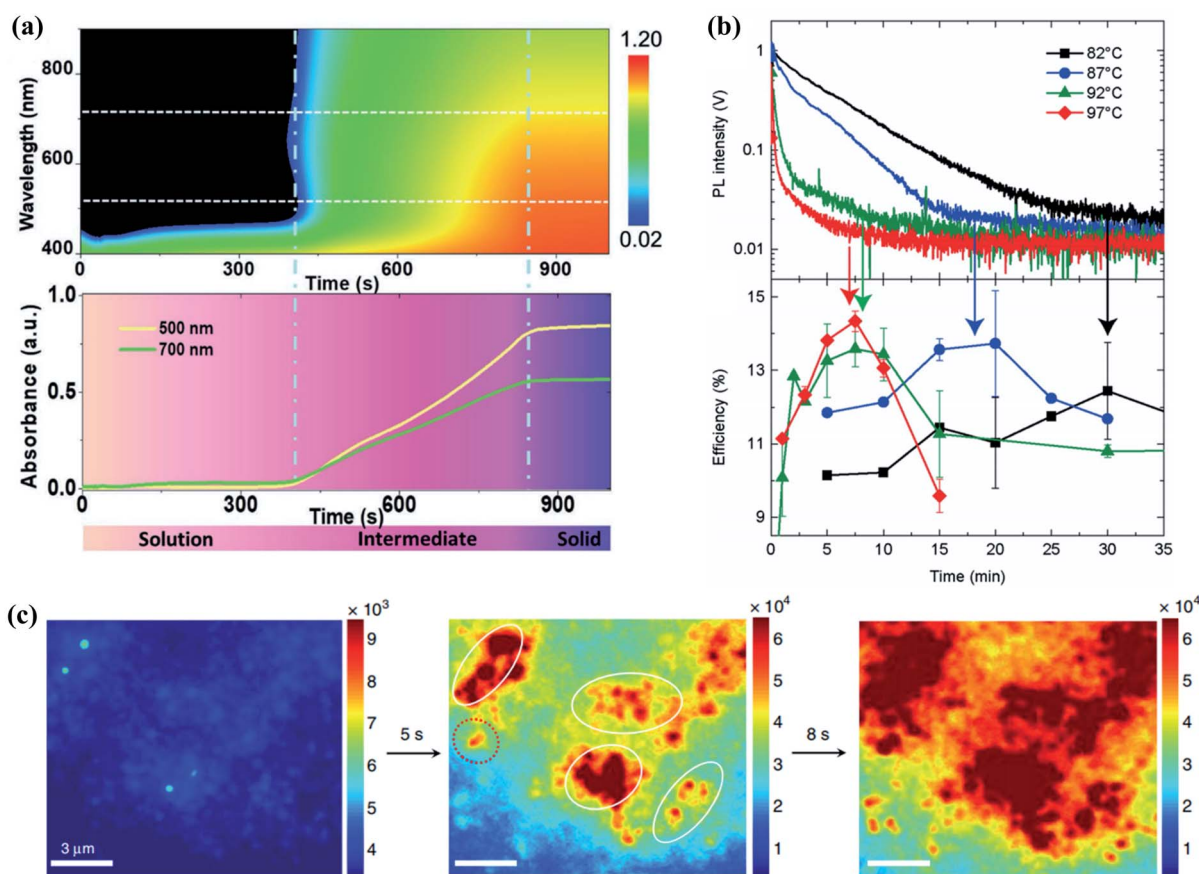 (a)
Wavelength (nm)
800
600
400
0 300 600 900
Time (s)
1.20
0.02
Absorbance (a.u.)
1.0
0.5
0.0
500 nm
700 nm
0 300 600 900
Time (s)
Solution Intermediate Solid
(b)
PL intensity (V)
1
0.1
0.01
82°C
87°C
92°C
97°C
Efficiency (%)
15
14
13
12
11
10
9
0 5 10 15 20 25 30 35
Time (min)
(c)
3 μm
× 10³
9
8
7
6
5
4
5 s
× 10⁴
6
5
4
3
2
1
8 s
× 10⁴
6
5
4
3
2
1